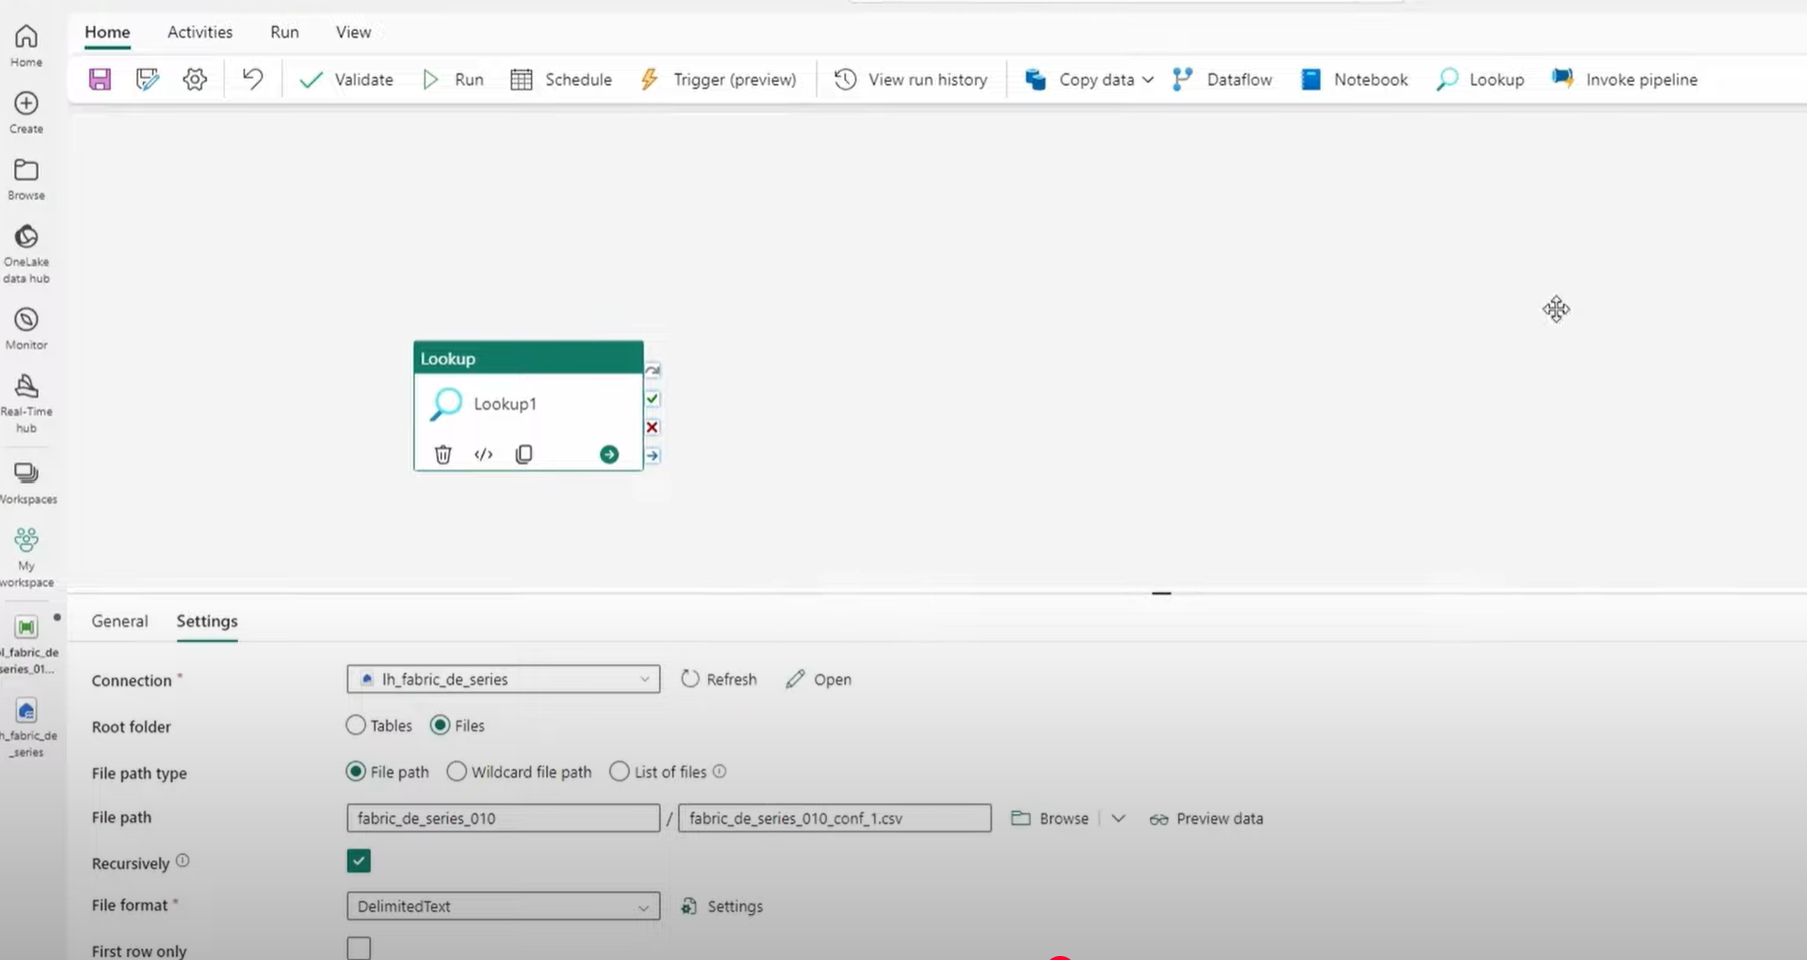 Home Activities Run View
Validate Run Schedule Trigger (preview) View run history Copy data Dataflow Notebook Lookup Invoke pipeline
Home
Create
Browse
OneLake
data hub
Monitor
Real-Time
hub
Workspaces
My
workspace
l_fabric_de
series_01...
h_fabric_de
_series
Lookup
Lookup1
General Settings
Connection * lh_fabric_de_series Refresh Open
Root folder Tables Files
File path type File path Wildcard file path List of files
File path fabric_de_series_010 / fabric_de_series_010_conf_1.csv Browse Preview data
Recursively
File format * DelimitedText Settings
First row only